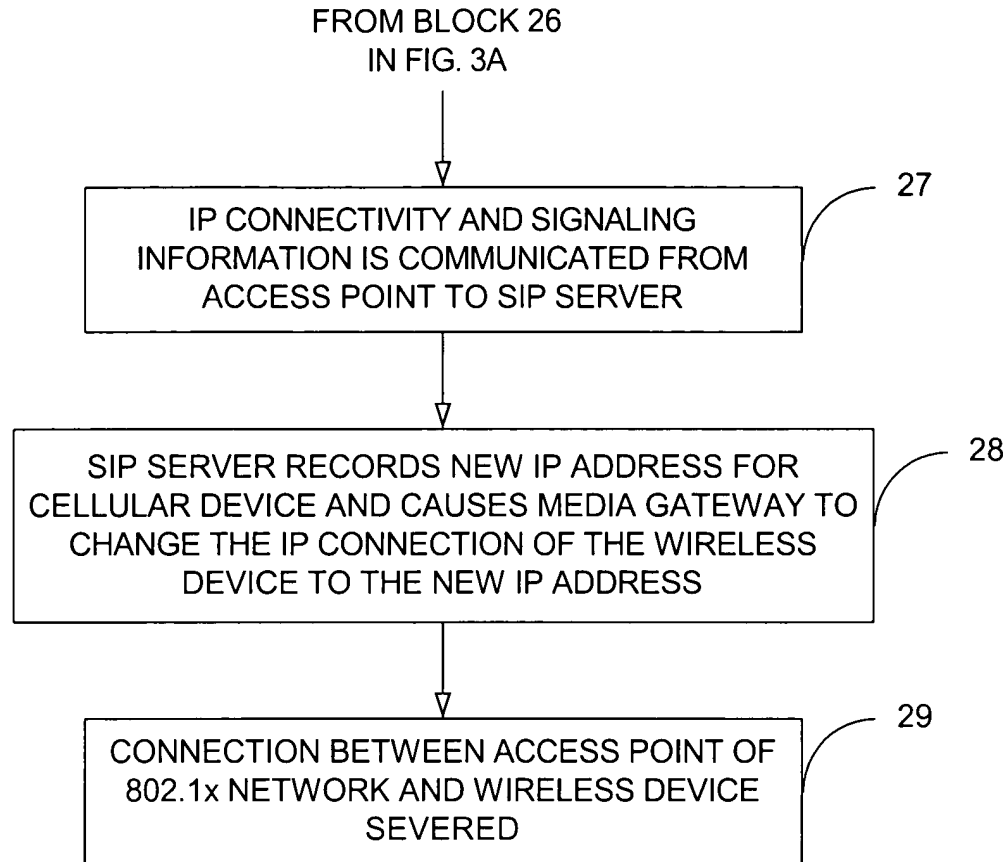 FROM BLOCK 26
IN FIG. 3A
27
IP CONNECTIVITY AND SIGNALING
INFORMATION IS COMMUNICATED FROM
ACCESS POINT TO SIP SERVER
28
SIP SERVER RECORDS NEW IP ADDRESS FOR
CELLULAR DEVICE AND CAUSES MEDIA GATEWAY TO
CHANGE THE IP CONNECTION OF THE WIRELESS
DEVICE TO THE NEW IP ADDRESS
29
CONNECTION BETWEEN ACCESS POINT OF
802.1x NETWORK AND WIRELESS DEVICE
SEVERED